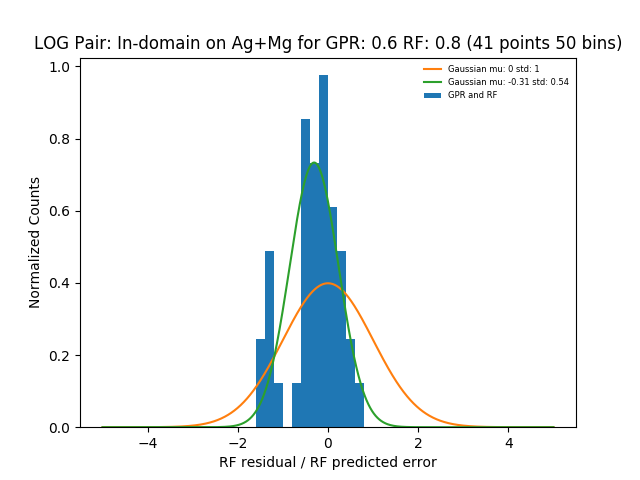 LOG Pair: In-domain on Ag+Mg for GPR: 0.6 RF: 0.8 (41 points 50 bins)
Gaussian mu: 0 std: 1
Gaussian mu: -0.31 std: 0.54
GPR and RF
Normalized Counts
1.0
0.8
0.6
0.4
0.2
0.0
−4
−2
0
2
4
RF residual / RF predicted error